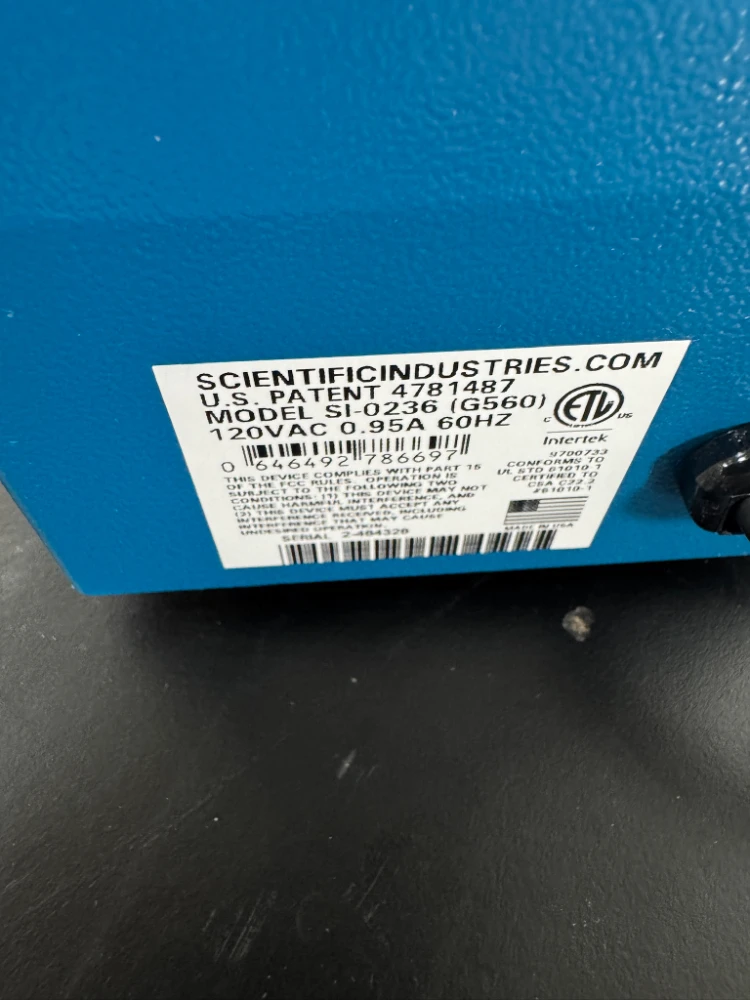 SCIENTIFICINDUSTRIES.COM
U.S. PATENT 4781487
MODEL SI-0236 (G560)
120VAC 0.95A 60HZ
0 646492 786697
THIS DEVICE COMPLIES WITH PART 15
OF THE FCC RULES. OPERATION IS
SUBJECT TO THE FOLLOWING TWO
CONDITIONS: (1) THIS DEVICE MAY NOT
CAUSE HARMFUL INTERFERENCE, AND
(2) THIS DEVICE MUST ACCEPT ANY
INTERFERENCE RECEIVED, INCLUDING
INTERFERENCE THAT MAY CAUSE
UNDESIRED OPERATION.
SERIAL 2-484328
C ETL US
Intertek
9700733
CONFORMS TO
UL STD 61010 1
CERTIFIED TO
CSA C22.2
#61010-1
MADE IN USA